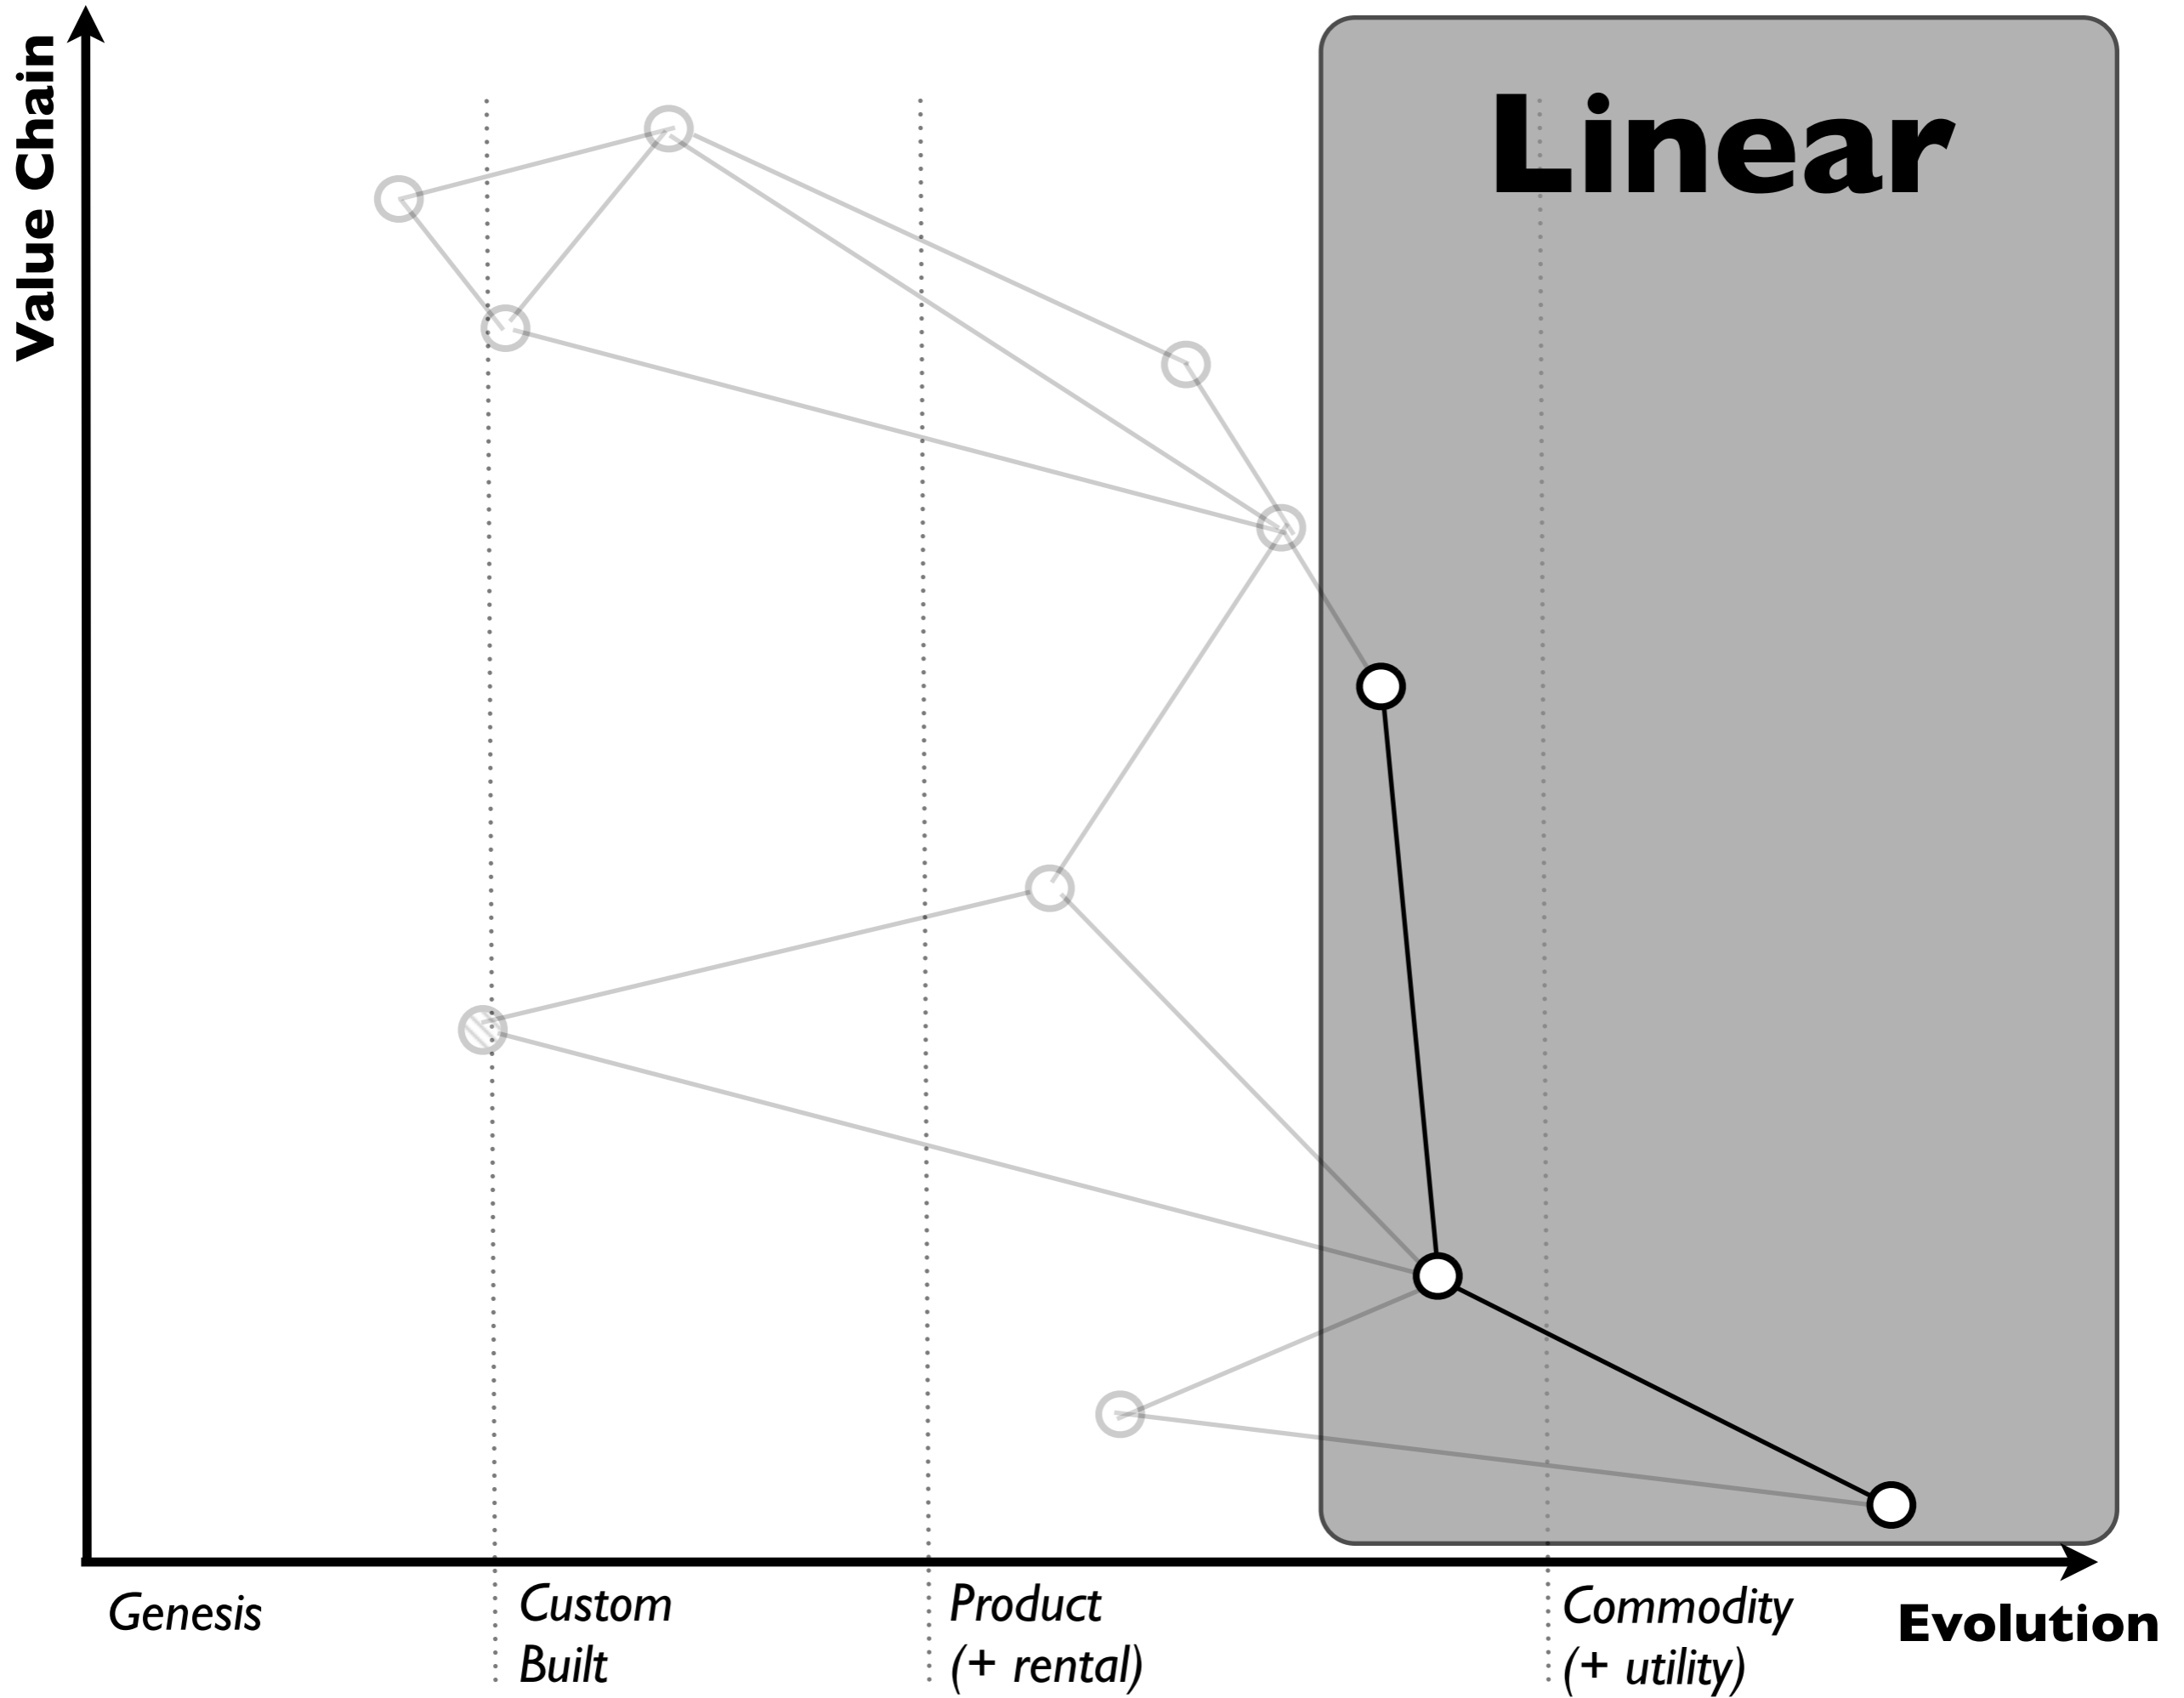 Value Chain
Linear
Genesis
Custom
Built
Product
(+ rental)
Commodity
(+ utility)
Evolution